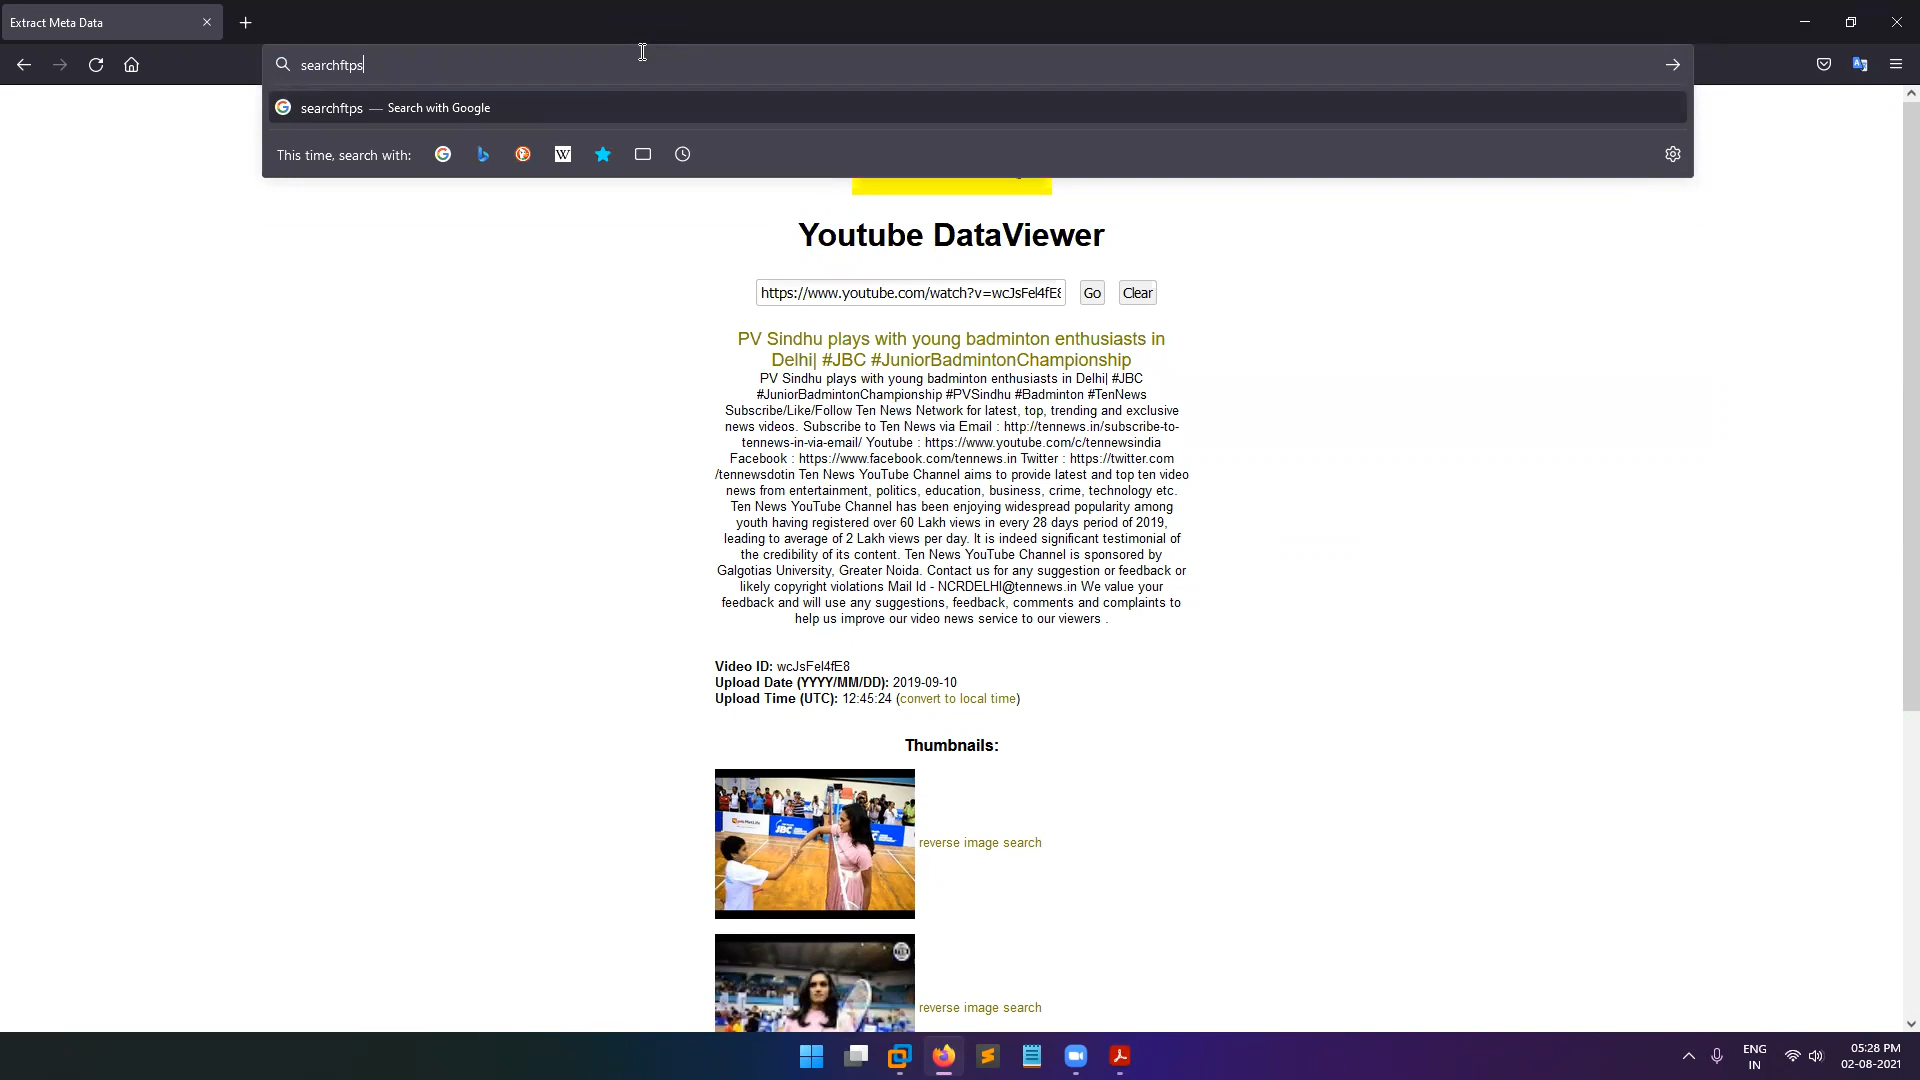 Extract Meta Data
searchftps
searchftps — Search with Google
This time, search with:
Youtube DataViewer
https://www.youtube.com/watch?v=wcJsFel4fE8 Go Clear
PV Sindhu plays with young badminton enthusiasts in
Delhi| #JBC #JuniorBadmintonChampionship
PV Sindhu plays with young badminton enthusiasts in Delhi| #JBC
#JuniorBadmintonChampionship #PVSindhu #Badminton #TenNews
Subscribe/Like/Follow Ten News Network for latest, top, trending and exclusive
news videos. Subscribe to Ten News via Email : http://tennews.in/subscribe-to-
tennews-in-via-email/ Youtube : https://www.youtube.com/c/tennewsindia
Facebook : https://www.facebook.com/tennews.in Twitter : https://twitter.com
/tennewsdotin Ten News YouTube Channel aims to provide latest and top ten video
news from entertainment, politics, education, business, crime, technology etc.
Ten News YouTube Channel has been enjoying widespread popularity among
youth having registered over 60 Lakh views in every 28 days period of 2019,
leading to average of 2 Lakh views per day. It is indeed significant testimonial of
the credibility of its content. Ten News YouTube Channel is sponsored by
Galgotias University, Greater Noida. Contact us for any suggestion or feedback or
likely copyright violations Mail Id - NCRDELHI@tennews.in We value your
feedback and will use any suggestions, feedback, comments and complaints to
help us improve our video news service to our viewers .
Video ID: wcJsFel4fE8
Upload Date (YYYY/MM/DD): 2019-09-10
Upload Time (UTC): 12:45:24 (convert to local time)
Thumbnails:
JBC
reverse image search
reverse image search
ENG
IN
05:28 PM
02-08-2021